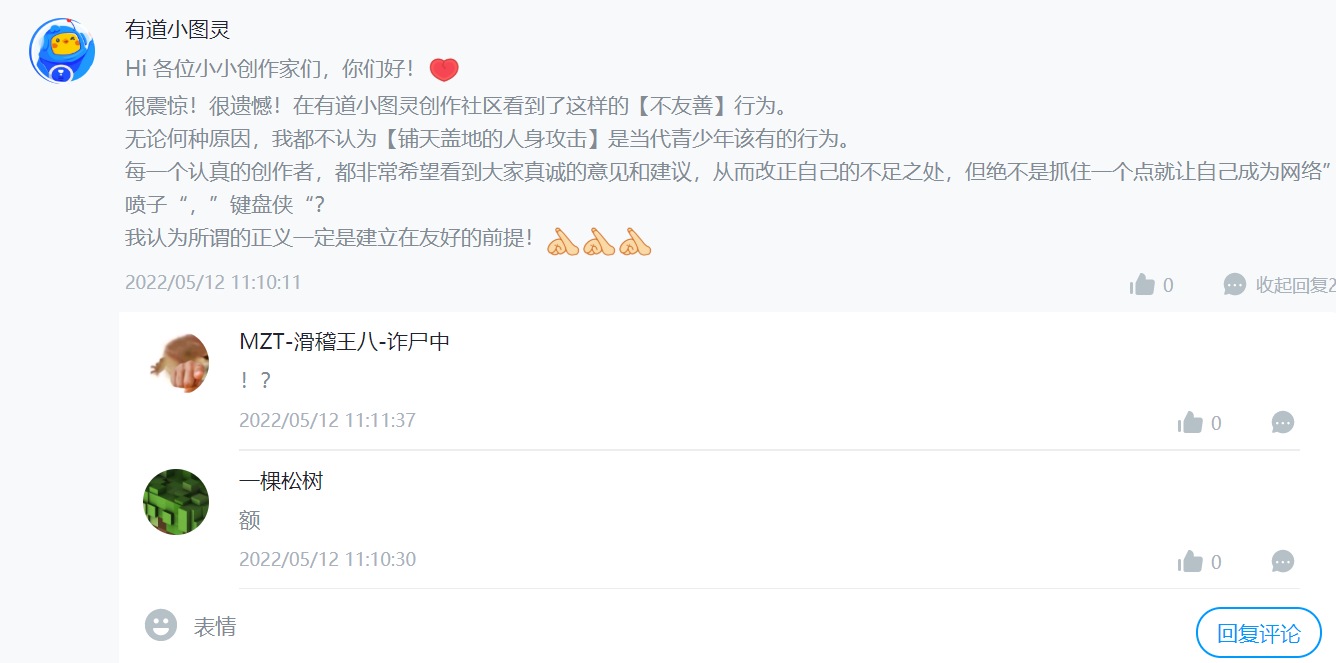 有道小图灵
Hi 各位小小创作家们，你们好！
很震惊！很遗憾！在有道小图灵创作社区看到了这样的【不友善】行为。
无论何种原因，我都不认为【铺天盖地的人身攻击】是当代青少年该有的行为。
每一个认真的创作者，都非常希望看到大家真诚的意见和建议，从而改正自己的不足之处，但绝不是抓住一个点就让自己成为网络”
喷子“，”键盘侠“?
我认为所谓的正义一定是建立在友好的前提！
2022/05/12 11:10:11
0
收起回复2
MZT-滑稽王八-诈尸中
！？
2022/05/12 11:11:37
0
一棵松树
额
2022/05/12 11:10:30
0
表情
回复评论